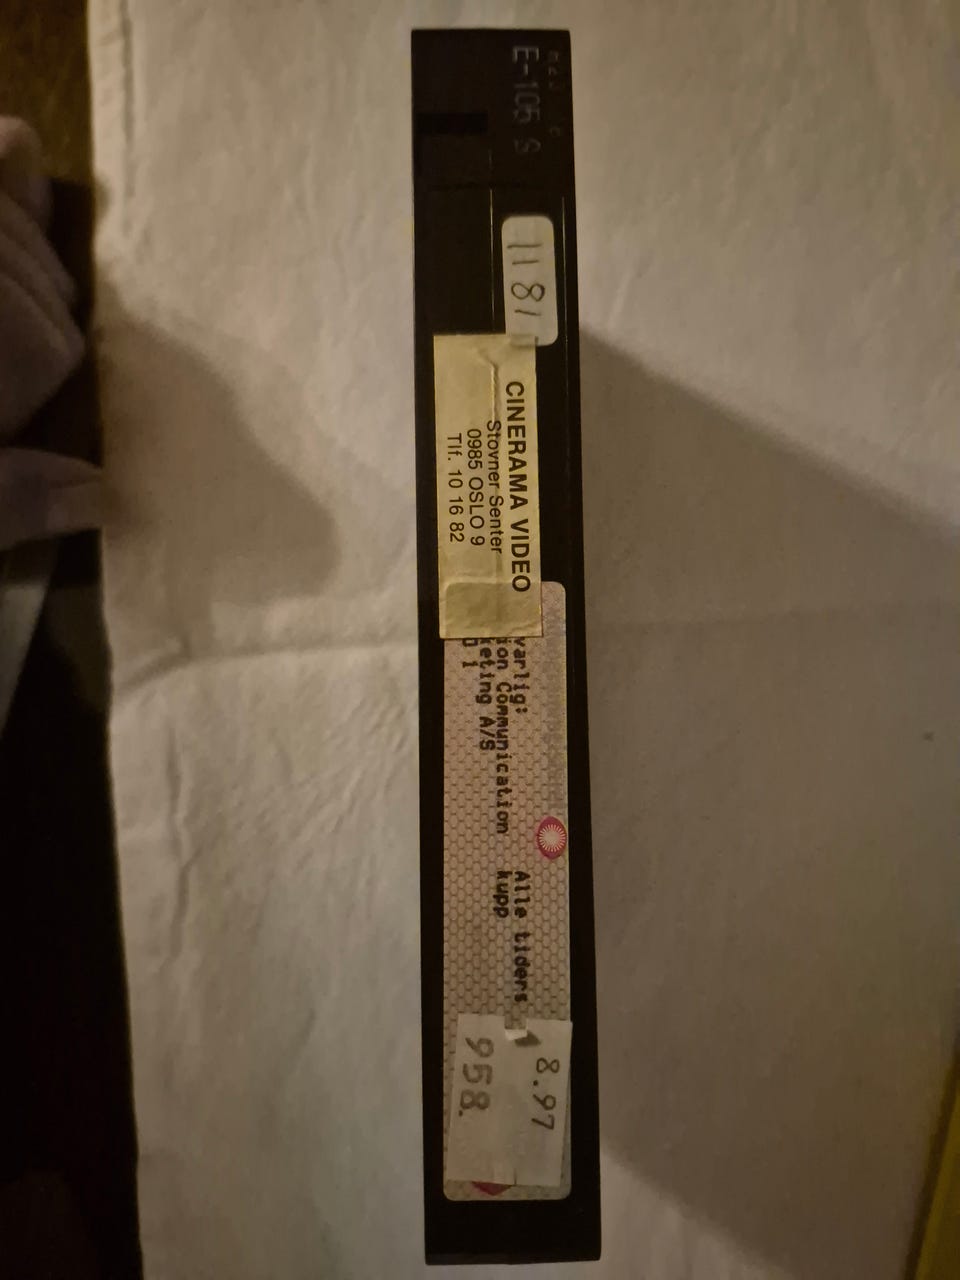 E-105 S
11 81
CINERAMA VIDEO
Stovner Senter
0985 OSLO 9
Tlf. 10 16 82
varlig:
ion Communication
eting A/S
i
Alle tiders
kupp
8.97
958.